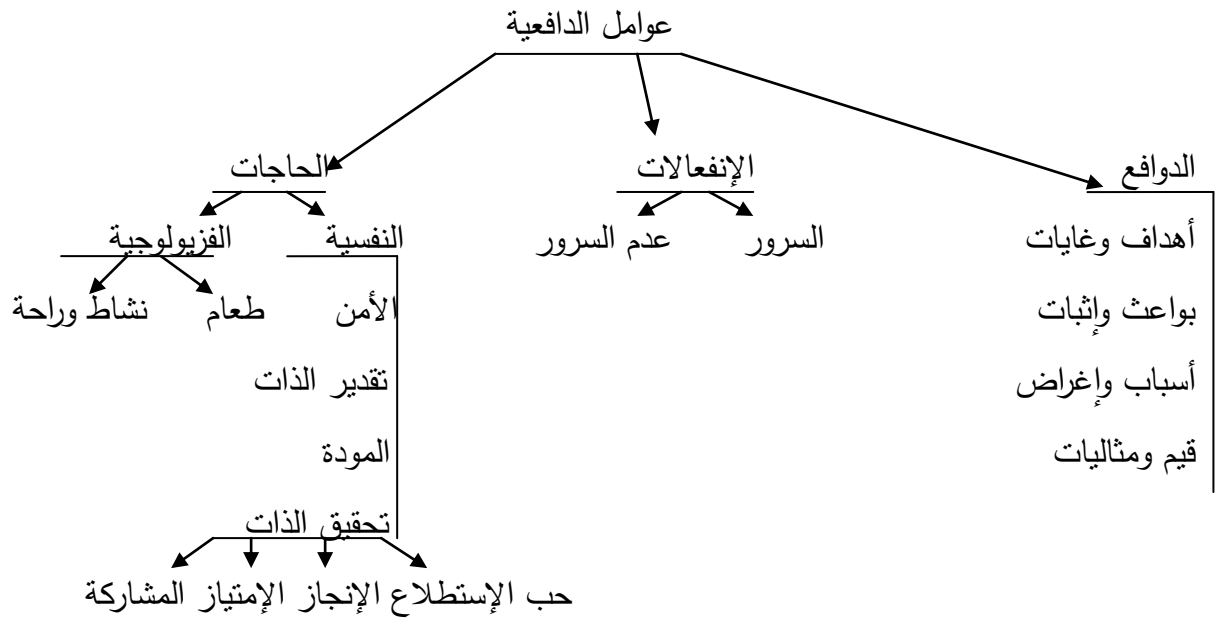 عوامل الدافعية
الدوافع الإنفعالات الحاجات
أهداف وغايات السرور عدم السرور النفسية الفزيولوجية
بواعث وإثبات الأمن طعام نشاط وراحة
أسباب وإغراض تقدير الذات
قيم ومثاليات المودة
تحقيق الذات
حب الإستطلاع الإنجاز الإمتياز المشاركة